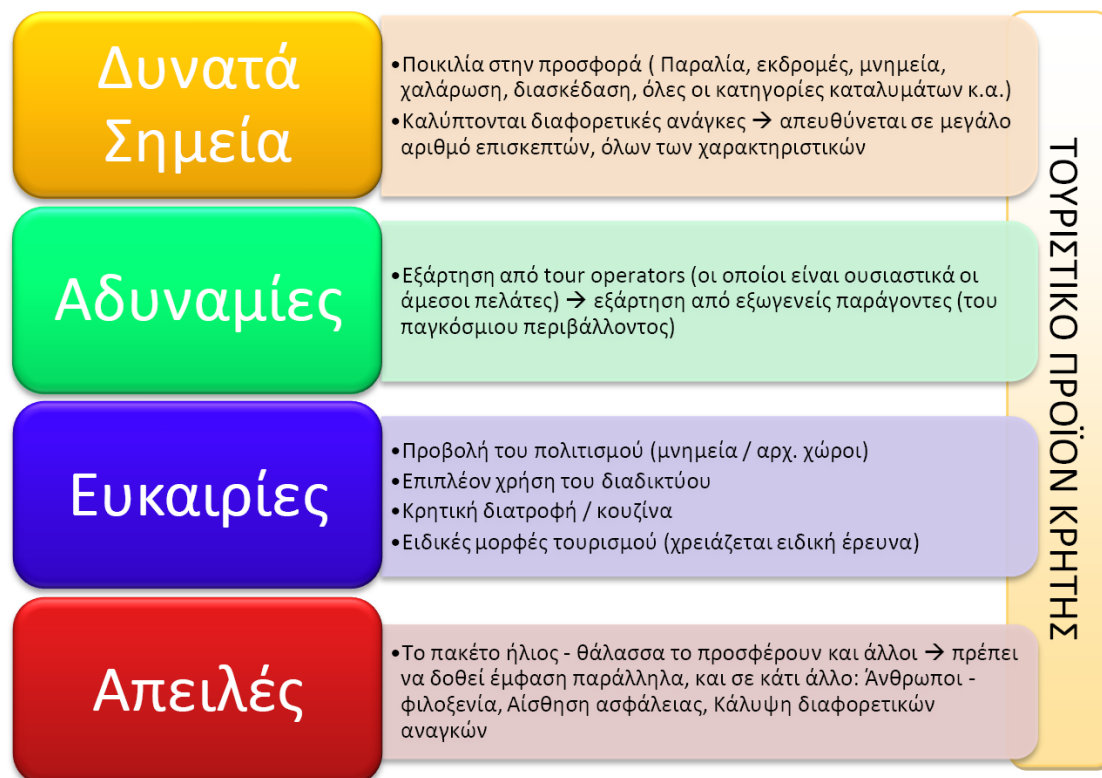 Δυνατά
Σημεία
•Ποικιλία στην προσφορά ( Παραλία, εκδρομές, μνημεία,
χαλάρωση, διασκέδαση, όλες οι κατηγορίες καταλυμάτων κ.α.)
•Καλύπτονται διαφορετικές ανάγκες → απευθύνεται σε μεγάλο
αριθμό επισκεπτών, όλων των χαρακτηριστικών
Αδυναμίες
•Εξάρτηση από tour operators (οι οποίοι είναι ουσιαστικά οι
άμεσοι πελάτες) → εξάρτηση από εξωγενείς παράγοντες (του
παγκόσμιου περιβάλλοντος)
Ευκαιρίες
•Προβολή του πολιτισμού (μνημεία / αρχ. χώροι)
•Επιπλέον χρήση του διαδικτύου
•Κρητική διατροφή / κουζίνα
•Ειδικές μορφές τουρισμού (χρειάζεται ειδική έρευνα)
Απειλές
•Το πακέτο ήλιος - θάλασσα το προσφέρουν και άλλοι → πρέπει
να δοθεί έμφαση παράλληλα, και σε κάτι άλλο: Άνθρωποι -
φιλοξενία, Αίσθηση ασφάλειας, Κάλυψη διαφορετικών
αναγκών
ΤΟΥΡΙΣΤΙΚΟ ΠΡΟΪΟΝ ΚΡΗΤΗΣ